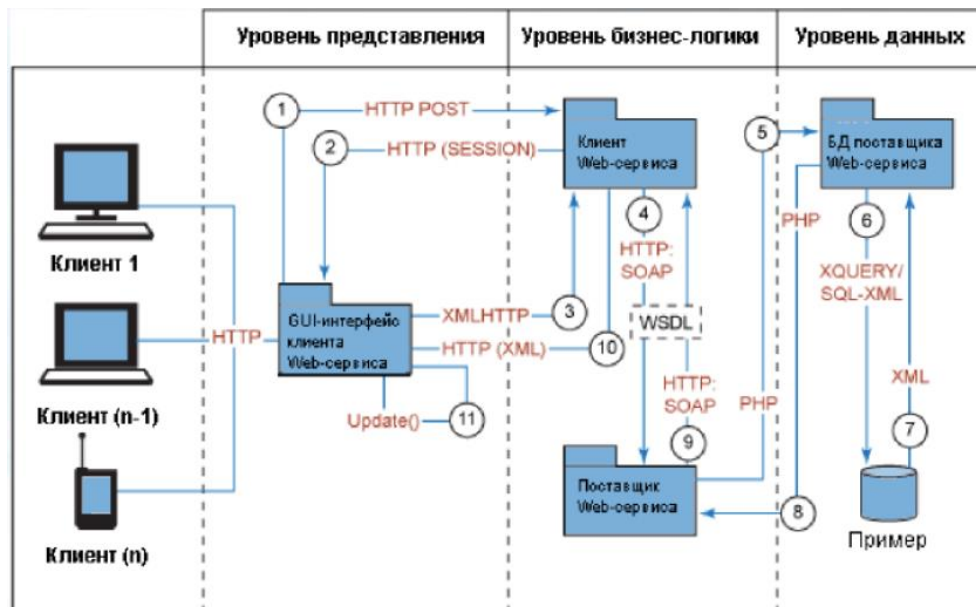 Уровень представления
Уровень бизнес-логики
Уровень данных
1
HTTP POST
5
2
HTTP (SESSION)
Клиент
Web-сервиса
БД поставщика
Web-сервиса
4
PHP
6
Клиент 1
HTTP:
SOAP
XQUERY/
SQL-XML
GUI-интерфейс
клиента
Web-сервиса
XMLHTTP
3
WSDL
HTTP
HTTP (XML)
10
HTTP:
SOAP
PHP
XML
Клиент (n-1)
Update()
11
9
7
Поставщик
Web-сервиса
8
Пример
Клиент (n)